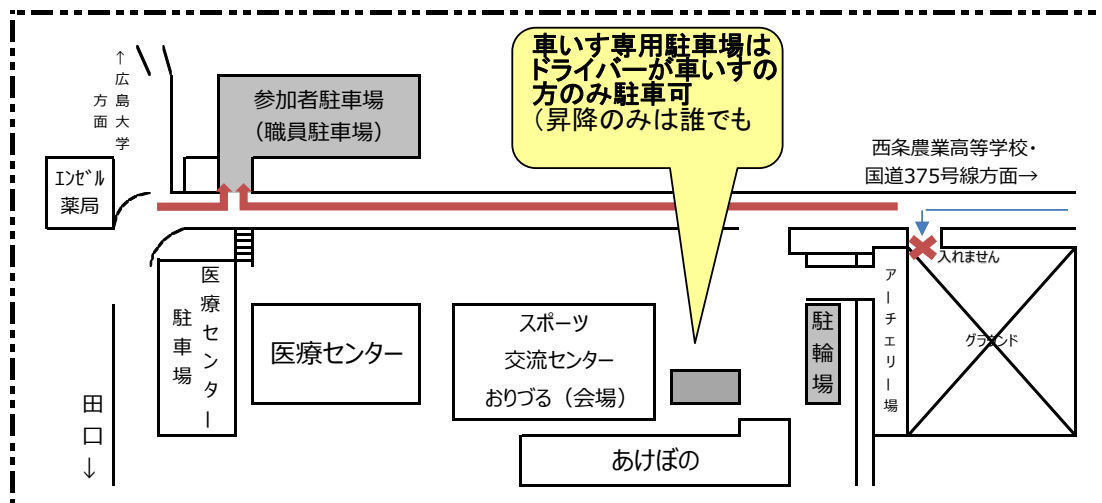 ↑広島大学
方面
参加者駐車場
（職員駐車場）
車いす専用駐車場は
ドライバーが車いすの
方のみ駐車可
（昇降のみは誰でも
西条農業高等学校・
国道375号線方面→
ｴﾝｾﾞﾙ
薬局
入れません
医療センター
駐車場
医療センター
スポーツ
交流センター
おりづる（会場）
駐輪場
アーチェリー場
グラウンド
田口→
あけぼの